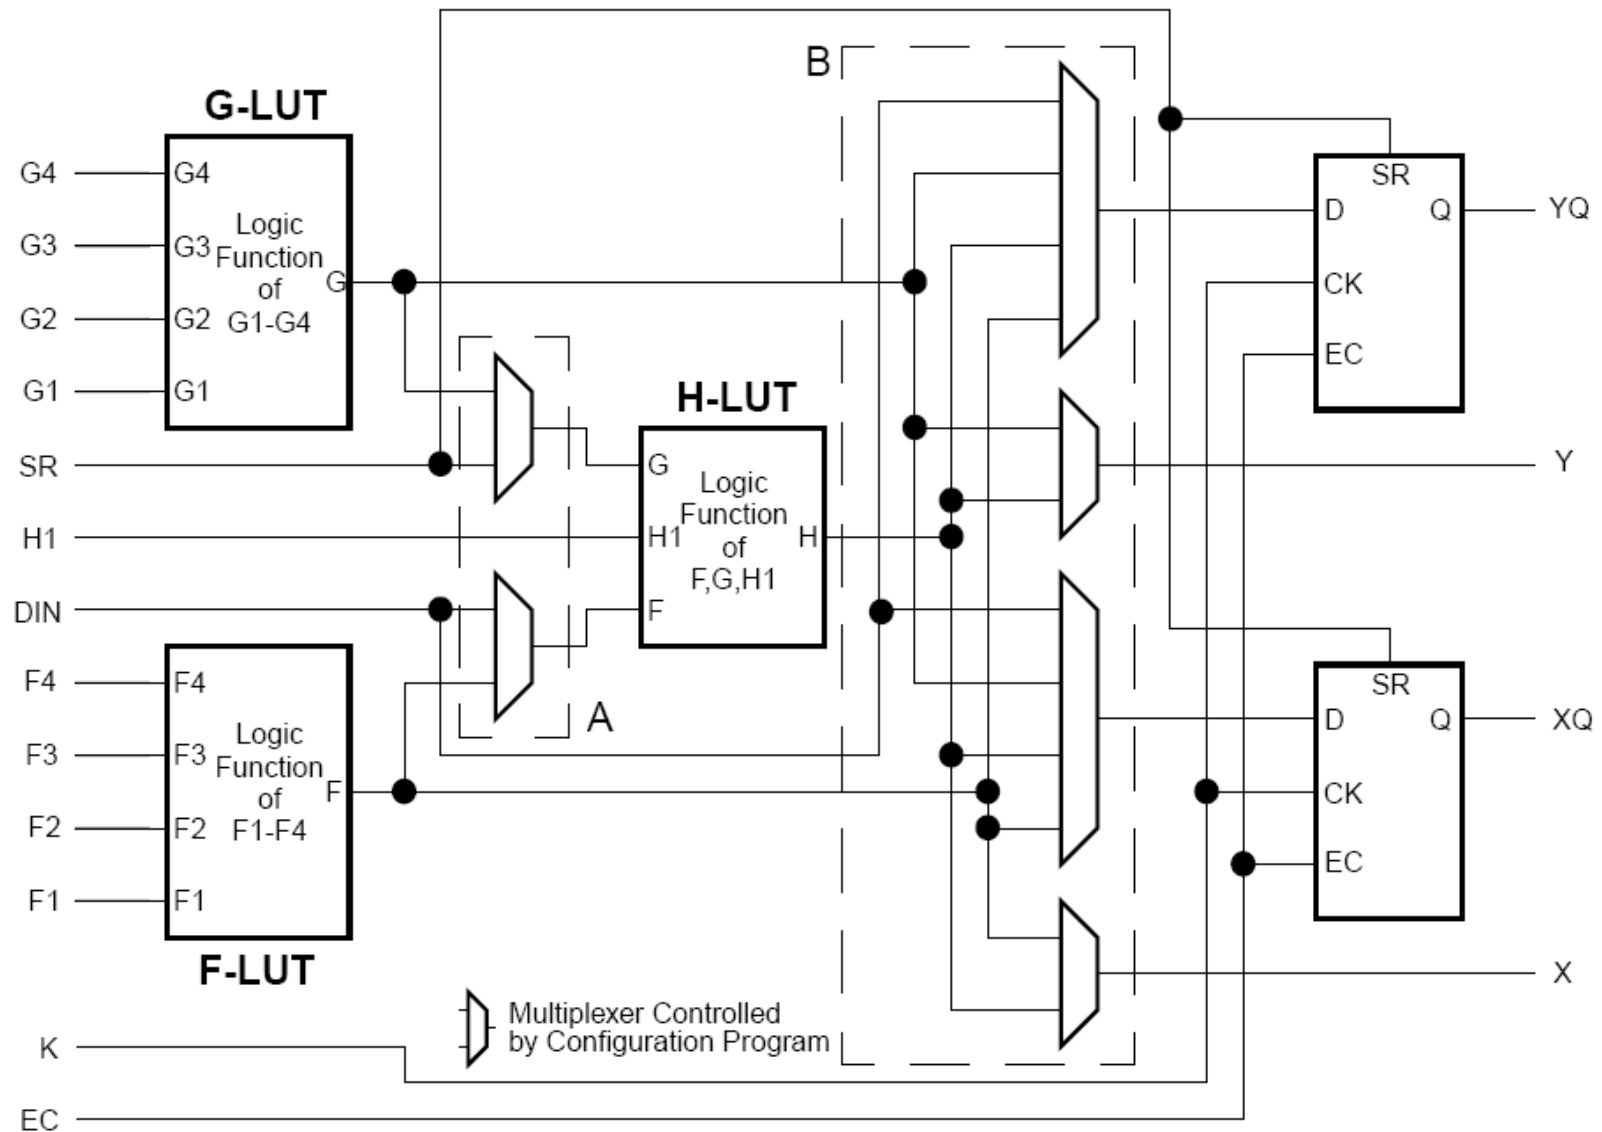 B
G-LUT
G4
G4
SR
Logic
G3
G3
Function
D
Q
YQ
of
G
CK
G2
G2
G1-G4
EC
G1
G1
H-LUT
SR
G
Y
Logic
Function
H1
H1
of
H
F,G,H1
DIN
F
F4
F4
SR
A
Logic
D
Q
XQ
F3
F3
Function
of
F
CK
F2
F2
F1-F4
EC
F1
F1
F-LUT
X
Multiplexer Controlled
by Configuration Program
K
EC